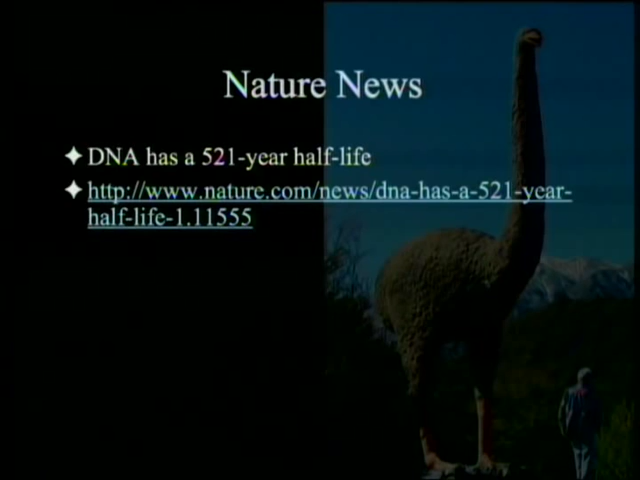 Nature News
DNA has a 521-year half-life
http://www.nature.com/news/dna-has-a-521-year-
half-life-1.11555